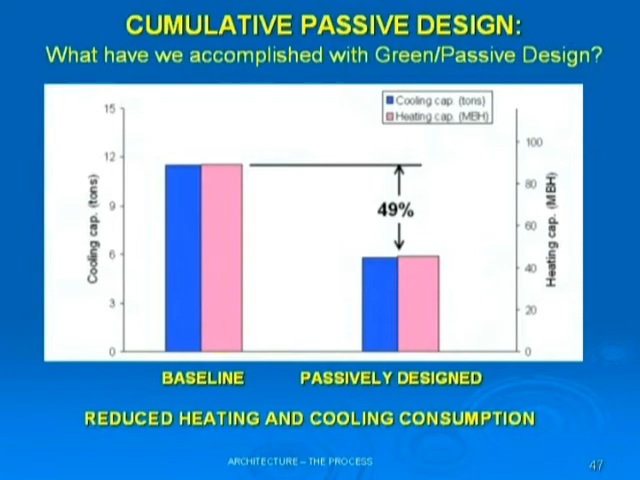 CUMULATIVE PASSIVE DESIGN:
What have we accomplished with Green/Passive Design?
Cooling cap. (tons)
Heating cap. (MBH)
15
12
9
6
3
0
Cooling cap. (tons)
49%
100
80
60
40
20
0
Heating cap. (MBH)
BASELINE PASSIVELY DESIGNED
REDUCED HEATING AND COOLING CONSUMPTION
ARCHITECTURE – THE PROCESS
47